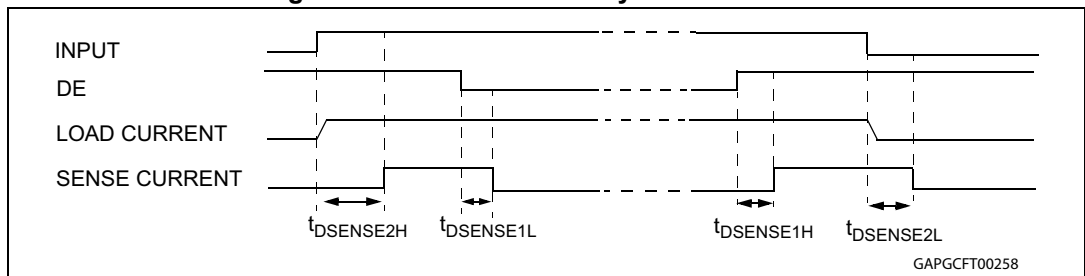 INPUT
DE
LOAD CURRENT
SENSE CURRENT
tDSENSE2H
tDSENSE1L
tDSENSE1H
tDSENSE2L
GAPGCFT00258